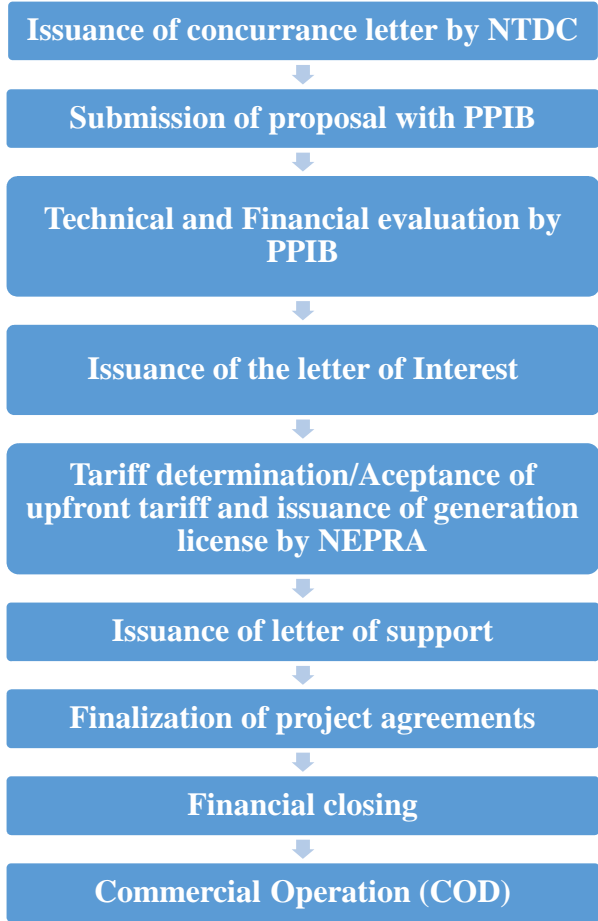 Issuance of concurrance letter by NTDC
Submission of proposal with PPIB
Technical and Financial evaluation by
PPIB
Issuance of the letter of Interest
Tariff determination/Aceptance of
upfront tariff and issuance of generation
license by NEPRA
Issuance of letter of support
Finalization of project agreements
Financial closing
Commercial Operation (COD)